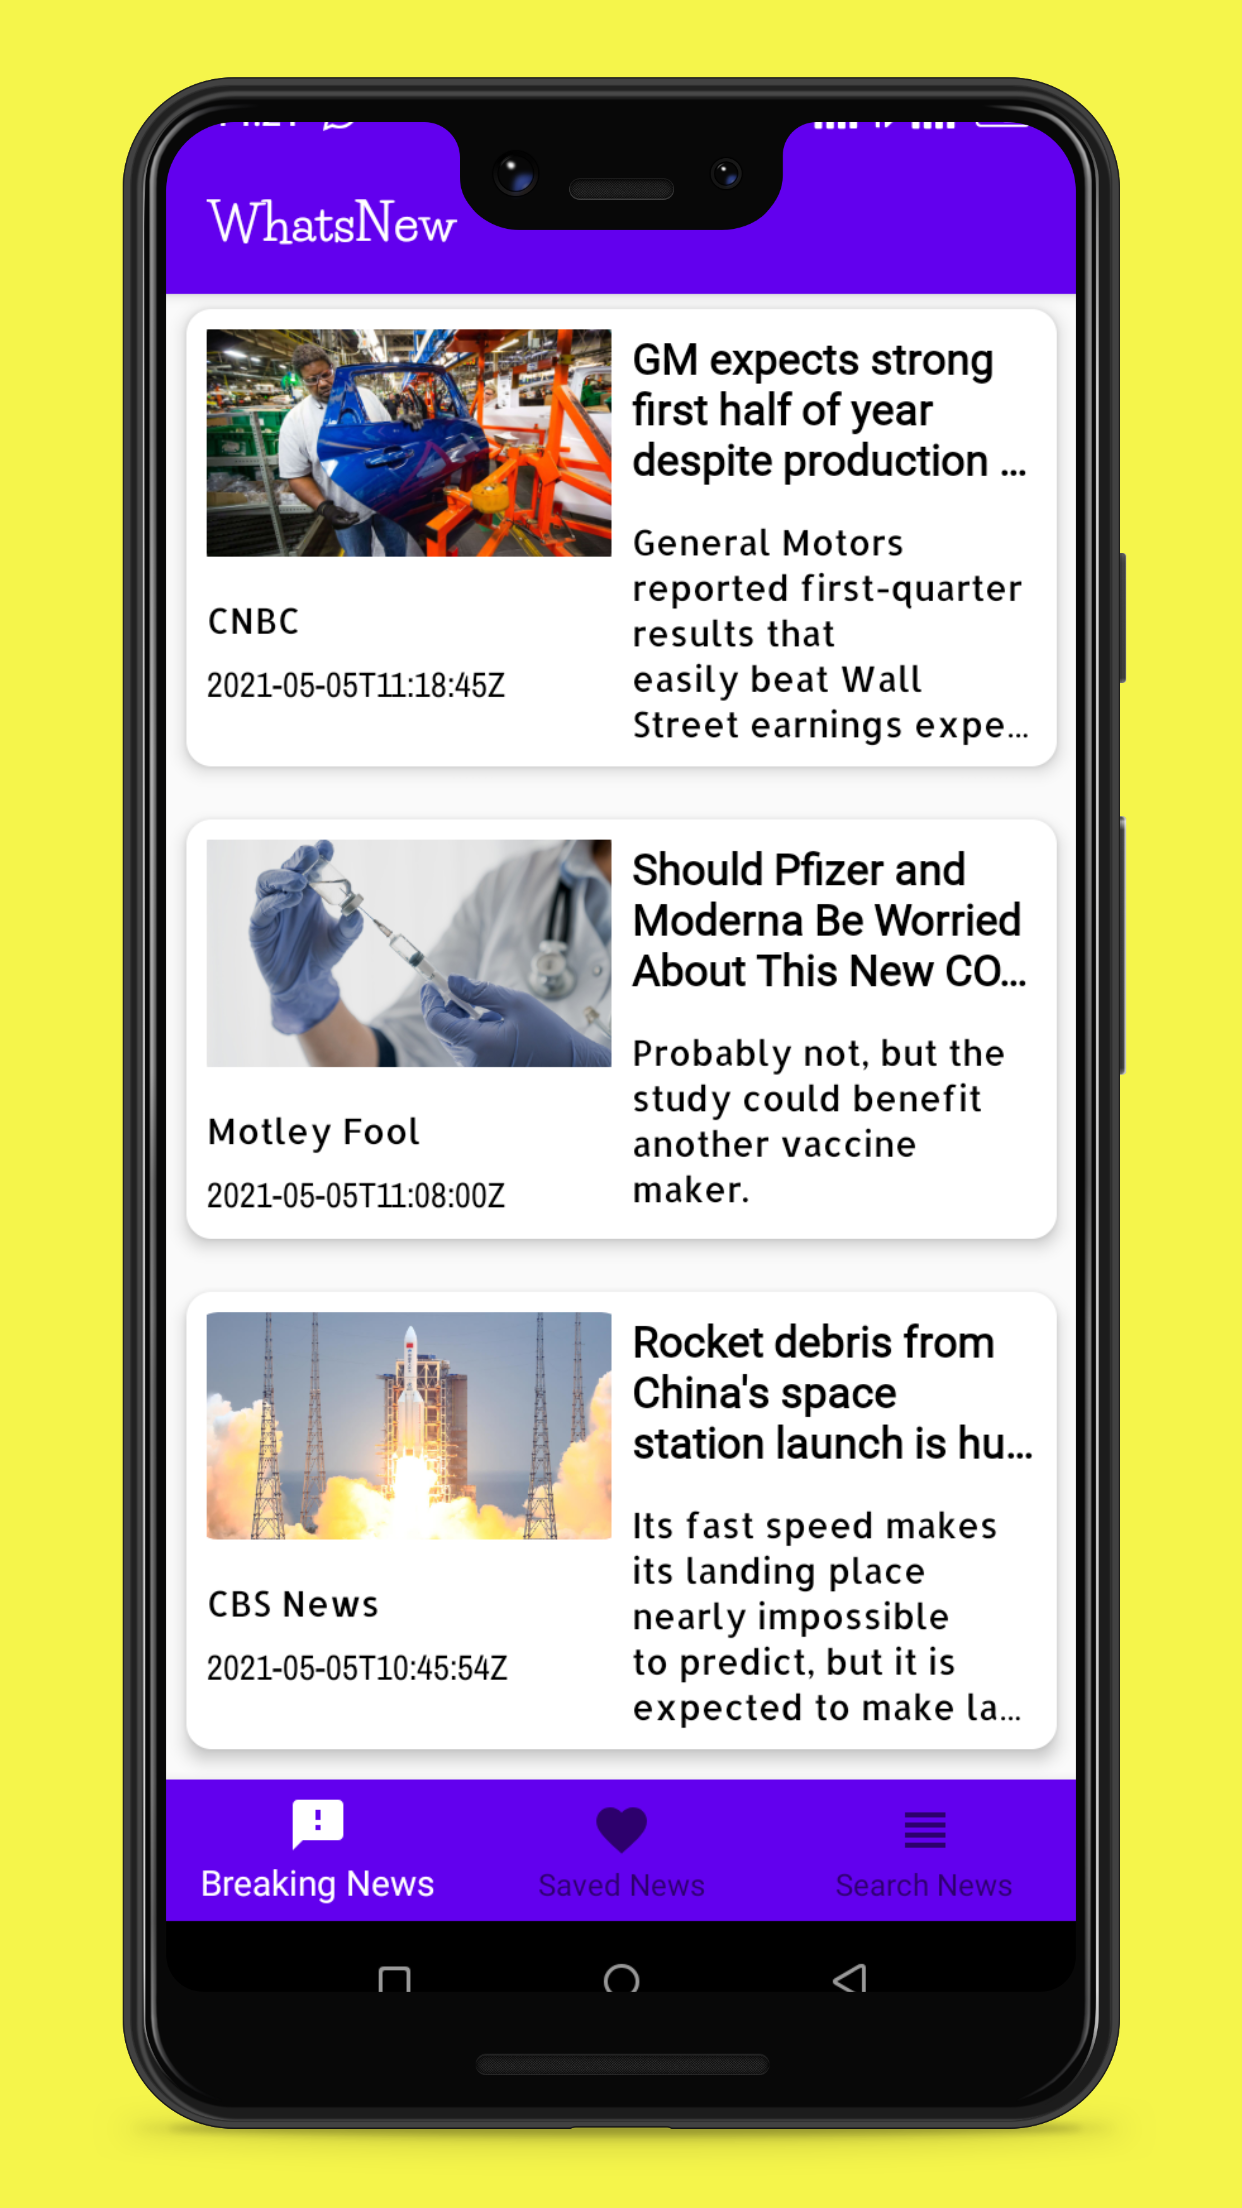 WhatsNew
GM expects strong
first half of year
despite production ...
General Motors
reported first-quarter
results that
easily beat Wall
Street earnings expe...
CNBC
2021-05-05T11:18:45Z
Should Pfizer and
Moderna Be Worried
About This New CO...
Probably not, but the
study could benefit
another vaccine
maker.
Motley Fool
2021-05-05T11:08:00Z
Rocket debris from
China's space
station launch is hu...
Its fast speed makes
its landing place
nearly impossible
to predict, but it is
expected to make la...
CBS News
2021-05-05T10:45:54Z
Breaking News
Saved News
Search News